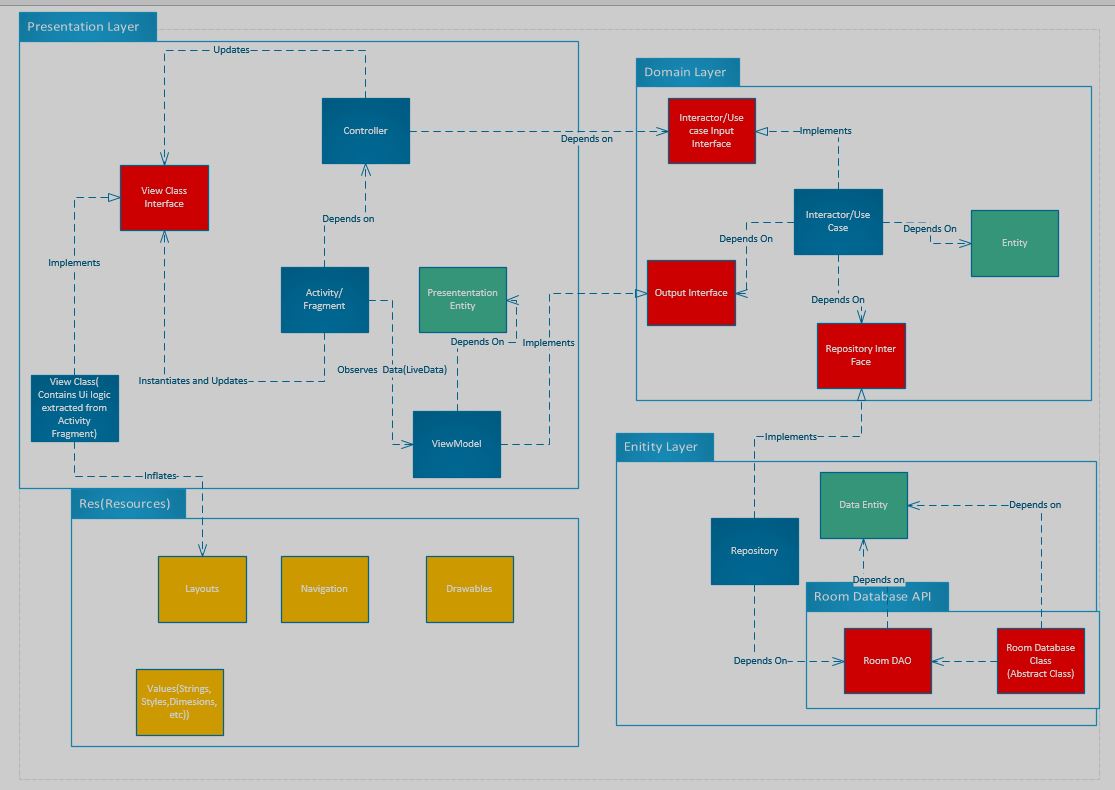 Presentation Layer
Updates
Controller
Depends on
View Class
Interface
Depends on
Implements
Activity/
Fragment
Presententation
Entity
Depends On
Implements
Observes Data(LiveData)
Instantiates and Updates
View Class(
Contains Ui logic
extracted from
Activity
Fragment)
ViewModel
Inflates
Domain Layer
Interactor/Use
case Input
Interface
Implements
Interactor/Use
Case
Depends On
Depends On
Entity
Output Interface
Depends On
Repository Inter
Face
Implements
Enitity Layer
Data Entity
Depends on
Repository
Depends on
Room Database API
Depends On
Room DAO
Room Database
Class
(Abstract Class)
Res(Resources)
Layouts
Navigation
Drawables
Values(Strings,
Styles,Dimesions,
etc))